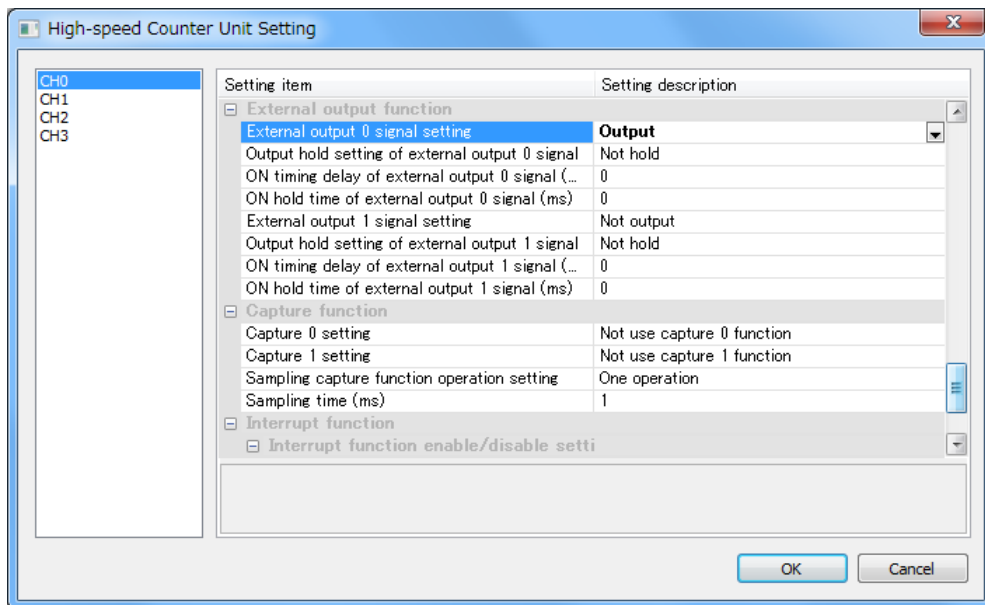 High-speed Counter Unit Setting
CH0
CH1
CH2
CH3
Setting item Setting description
External output function
External output 0 signal setting Output
Output hold setting of external output 0 signal Not hold
ON timing delay of external output 0 signal (... 0
ON hold time of external output 0 signal (ms) 0
External output 1 signal setting Not output
Output hold setting of external output 1 signal Not hold
ON timing delay of external output 1 signal (... 0
ON hold time of external output 1 signal (ms) 0
Capture function
Capture 0 setting Not use capture 0 function
Capture 1 setting Not use capture 1 function
Sampling capture function operation setting One operation
Sampling time (ms) 1
Interrupt function
Interrupt function enable/disable setti
OK Cancel